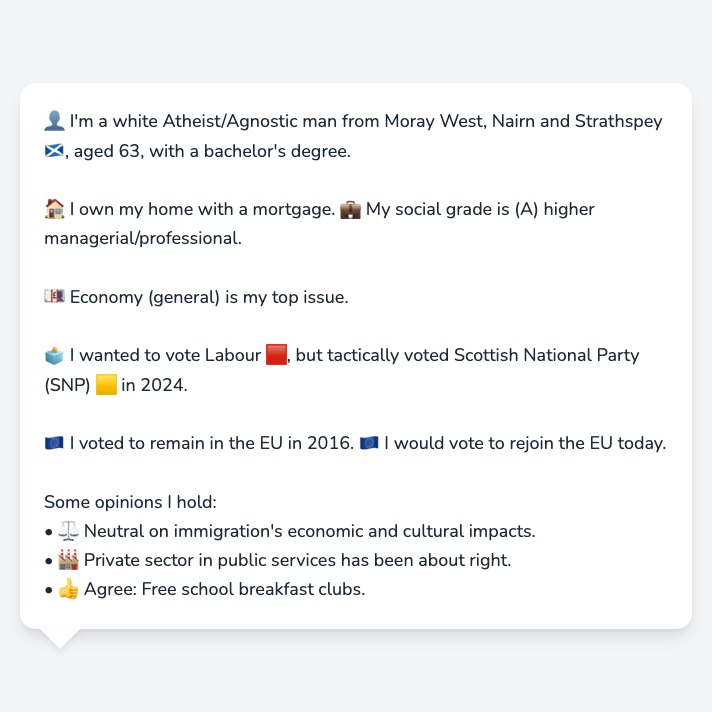 👤 I'm a white Atheist/Agnostic man from Moray West, Nairn and Strathspey
🏴󠁧󠁢󠁳󠁣󠁴󠁿, aged 63, with a bachelor's degree.
🏠 I own my home with a mortgage. 💼 My social grade is (A) higher
managerial/professional.
💷 Economy (general) is my top issue.
🗳️ I wanted to vote Labour 🟥, but tactically voted Scottish National Party
(SNP) 🟨 in 2024.
🇪🇺 I voted to remain in the EU in 2016. 🇪🇺 I would vote to rejoin the EU today.
Some opinions I hold:
• ⚖️ Neutral on immigration's economic and cultural impacts.
• 🏭 Private sector in public services has been about right.
• 👍 Agree: Free school breakfast clubs.